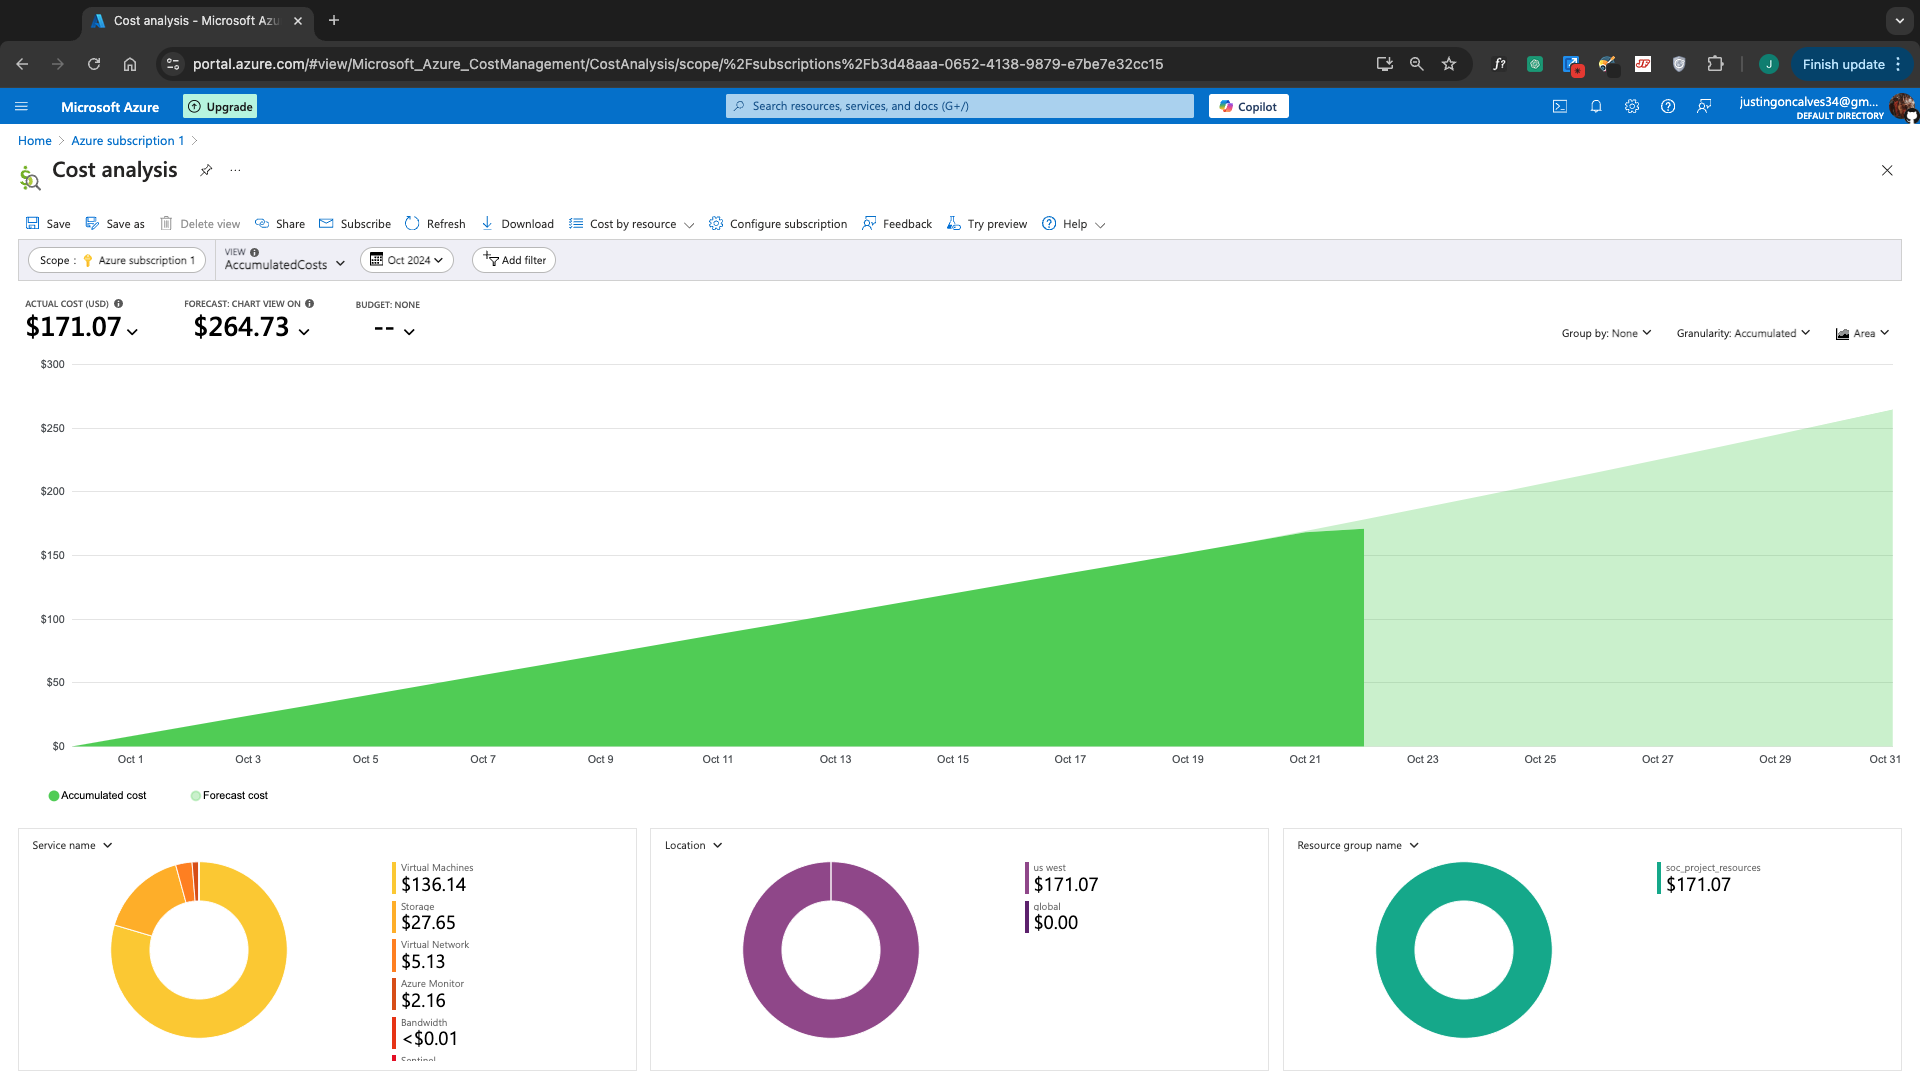 Cost analysis - Microsoft Azu
portal.azure.com/#view/Microsoft_Azure_CostManagement/CostAnalysis/scope/%2Fsubscriptions%2Fb3d48aaa-0652-4138-9879-e7be7e32cc15
f?
J
Finish update
Microsoft Azure
Upgrade
Search resources, services, and docs (G+/)
Copilot
justingoncalves34@gm...
DEFAULT DIRECTORY
Home
Azure subscription 1
Cost analysis
...
Save
Save as
Delete view
Share
Subscribe
Refresh
Download
Cost by resource
Configure subscription
Feedback
Try preview
Help
Scope : Azure subscription 1
VIEW
AccumulatedCosts
Oct 2024
Add filter
ACTUAL COST (USD)
$171.07
FORECAST: CHART VIEW ON
$264.73
BUDGET: NONE
--
Group by: None
Granularity: Accumulated
Area
$300
$250
$200
$150
$100
$50
$0
Oct 1 Oct 3 Oct 5 Oct 7 Oct 9 Oct 11 Oct 13 Oct 15 Oct 17 Oct 19 Oct 21 Oct 23 Oct 25 Oct 27 Oct 29 Oct 31
Accumulated cost
Forecast cost
Service name
Virtual Machines
$136.14
Storage
$27.65
Virtual Network
$5.13
Azure Monitor
$2.16
Bandwidth
<$0.01
Sentinel
Location
us west
$171.07
global
$0.00
Resource group name
soc_project_resources
$171.07